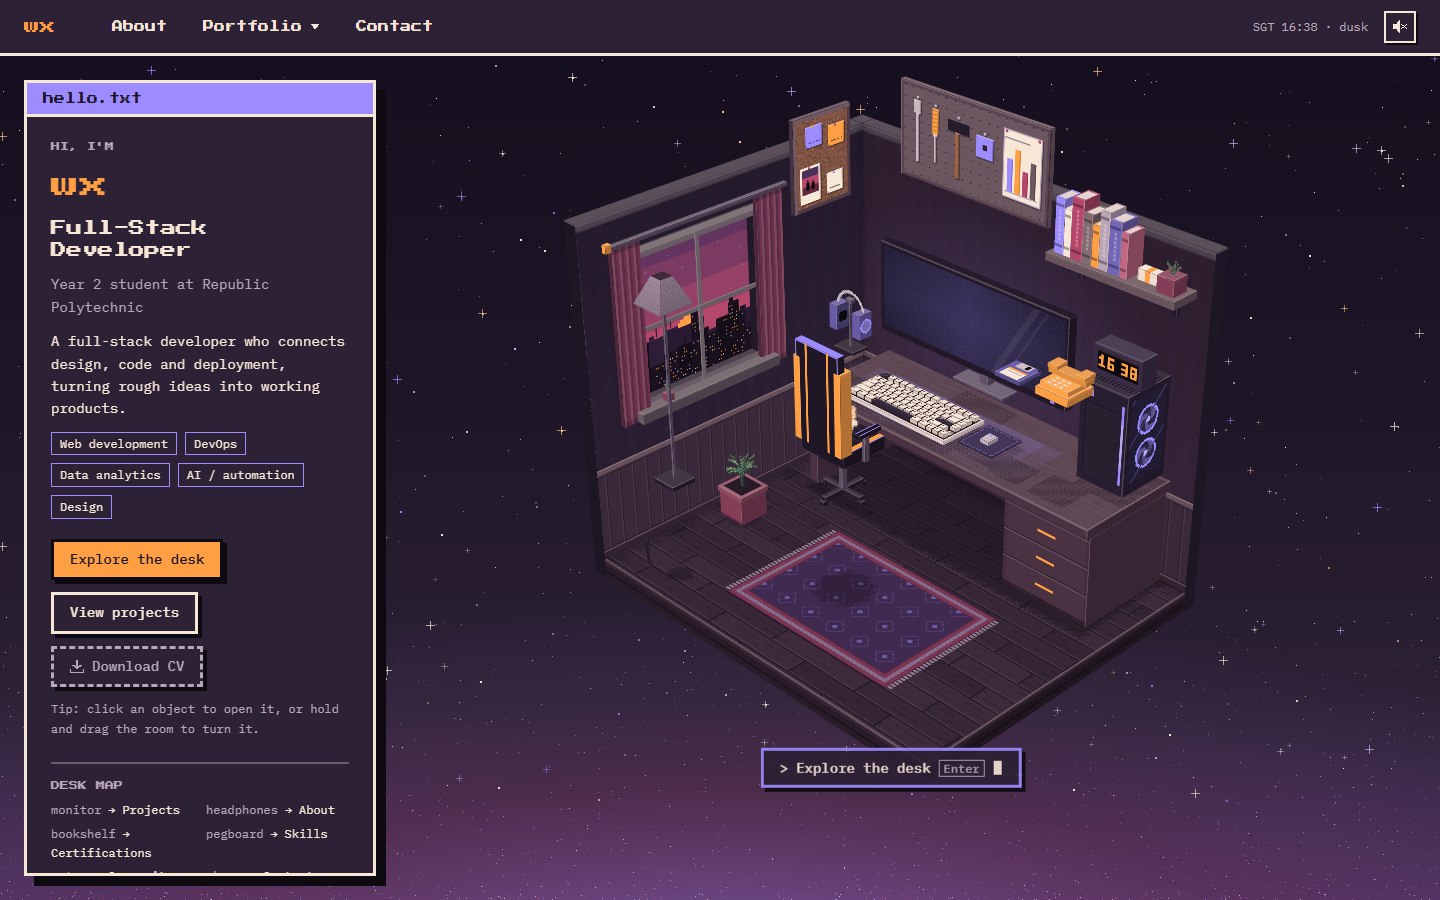 wx
About
Portfolio
Contact
SGT 16:38 · dusk
hello.txt
HI, I'M
wx
Full-Stack
Developer
Year 2 student at Republic
Polytechnic
A full-stack developer who connects
design, code and deployment,
turning rough ideas into working
products.
Web development
DevOps
Data analytics
AI / automation
Design
Explore the desk
View projects
Download CV
Tip: click an object to open it, or hold
and drag the room to turn it.
DESK MAP
monitor → Projects
headphones → About
bookshelf →
Certifications
pegboard → Skills
16 38
> Explore the desk Enter